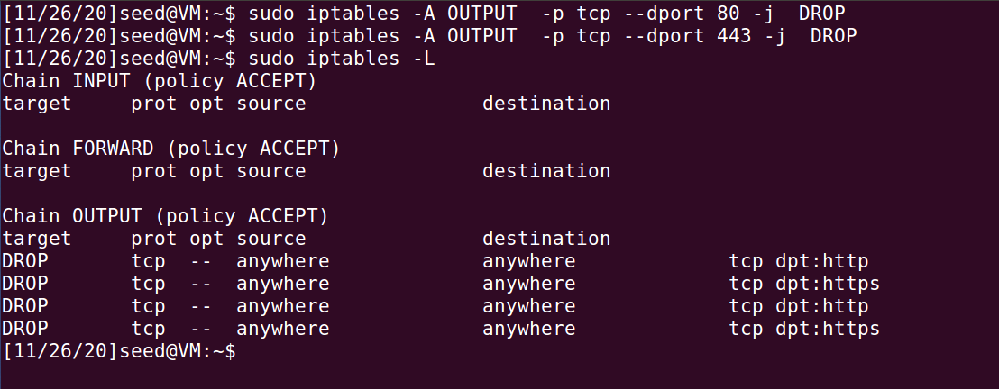 [11/26/20]seed@VM:~$ sudo iptables -A OUTPUT  -p tcp --dport 80 -j  DROP
[11/26/20]seed@VM:~$ sudo iptables -A OUTPUT  -p tcp --dport 443 -j  DROP
[11/26/20]seed@VM:~$ sudo iptables -L
Chain INPUT (policy ACCEPT)
target     prot opt source               destination

Chain FORWARD (policy ACCEPT)
target     prot opt source               destination

Chain OUTPUT (policy ACCEPT)
target     prot opt source               destination
DROP       tcp  --  anywhere             anywhere             tcp dpt:http
DROP       tcp  --  anywhere             anywhere             tcp dpt:https
DROP       tcp  --  anywhere             anywhere             tcp dpt:http
DROP       tcp  --  anywhere             anywhere             tcp dpt:https
[11/26/20]seed@VM:~$